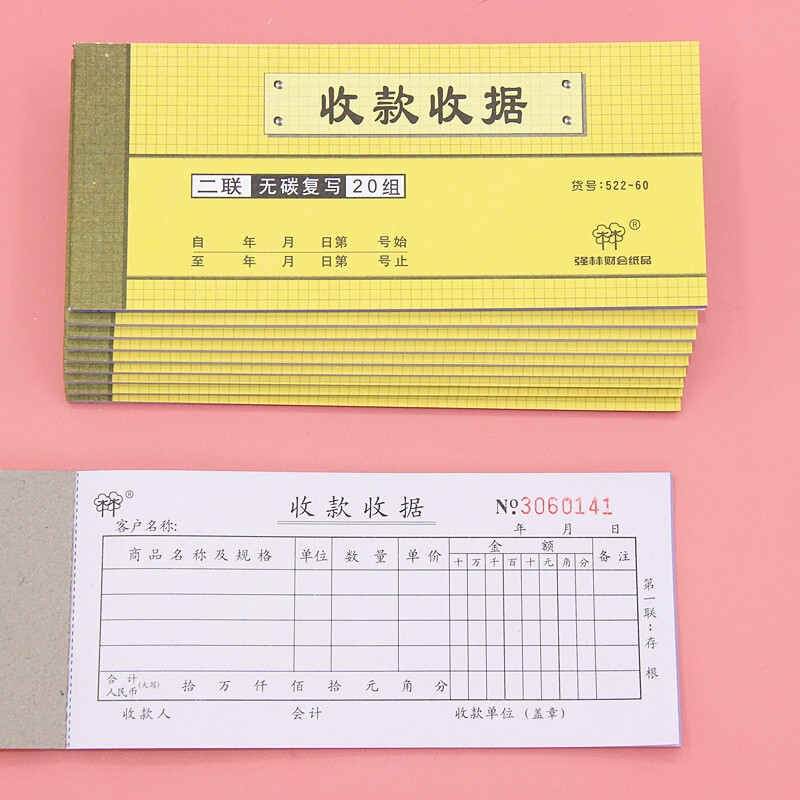 收款收据
二联 无碳复写 20组
货号:522-60
自 年 月 日第 号始
至 年 月 日第 号止
®
强林财会纸品
®
收款收据
№3060141
客户名称:
年 月 日
商品名称及规格 单位 数量 单价 金额 备注
十 万 千 百 十 元 角 分
第一联:存根
合计
人民币 (大写) 拾 万 仟 佰 拾 元 角 分
收款人 会计 收款单位(盖章)